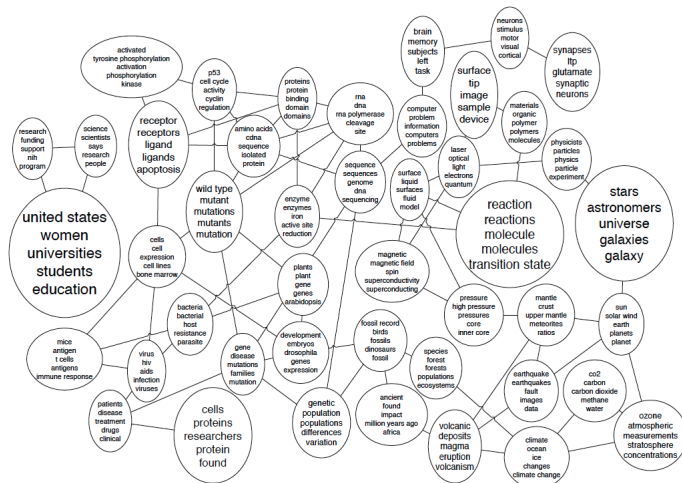 activated
tyrosine phosphorylation
activation
phosphorylation
kinase
p53
cell cycle
activity
cyclin
regulation
proteins
protein
binding
domain
domains
rna
dna
rna polymerase
cleavage
site
brain
memory
subjects
left
task
neurons
stimulus
motor
visual
cortical
synapses
ltp
glutamate
synaptic
neurons
surface
tip
image
sample
device
computer
problem
information
computers
problems
materials
organic
polymer
polymers
molecules
research
funding
support
nih
program
science
scientists
says
research
people
receptor
receptors
ligand
ligands
apoptosis
amino acids
cdna
sequence
isolated
protein
laser
optical
light
electrons
quantum
physicists
particles
physics
particle
experiment
sequence
sequences
genome
dna
sequencing
surface
liquid
surfaces
fluid
model
wild type
mutant
mutations
mutants
mutation
enzyme
enzymes
iron
active site
reduction
reaction
reactions
molecule
molecules
transition state
stars
astronomers
universe
galaxies
galaxy
united states
women
universities
students
education
cells
cell
expression
cell lines
bone marrow
plants
plant
gene
genes
arabidopsis
magnetic
magnetic field
spin
superconductivity
superconducting
pressure
high pressure
pressures
core
inner core
mantle
crust
upper mantle
meteorites
ratios
sun
solar wind
earth
planets
planet
bacteria
bacterial
host
resistance
parasite
mice
antigen
t cells
antigens
immune response
virus
hiv
aids
infection
viruses
gene
disease
mutations
families
mutation
development
embryos
drosophila
genes
expression
fossil record
birds
fossils
dinosaurs
fossil
species
forest
forests
populations
ecosystems
earthquake
earthquakes
fault
images
data
co2
carbon
carbon dioxide
methane
water
patients
disease
treatment
drugs
clinical
cells
proteins
researchers
protein
found
genetic
population
populations
differences
variation
ancient
found
impact
million years ago
africa
volcanic
deposits
magma
eruption
volcanism
climate
ocean
ice
changes
climate change
ozone
atmospheric
measurements
stratosphere
concentrations